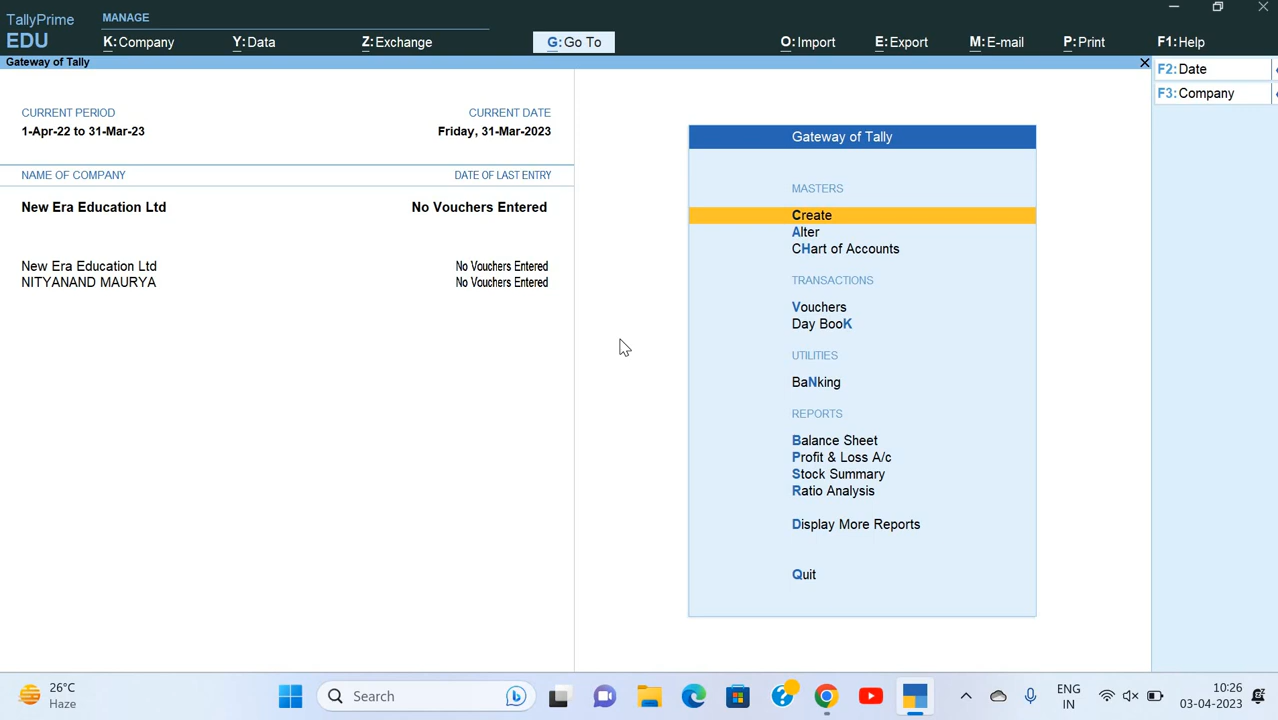 TallyPrime
EDU
MANAGE
K:Company
Y:Data
Z:Exchange
G:Go To
O:Import
E:Export
M:E-mail
P:Print
F1:Help
Gateway of Tally
F2:Date
F3:Company
CURRENT PERIOD
CURRENT DATE
1-Apr-22 to 31-Mar-23
Friday, 31-Mar-2023
NAME OF COMPANY
DATE OF LAST ENTRY
New Era Education Ltd
No Vouchers Entered
New Era Education Ltd
No Vouchers Entered
NITYANAND MAURYA
No Vouchers Entered
Gateway of Tally
MASTERS
Create
Alter
CHart of Accounts
TRANSACTIONS
Vouchers
Day BooK
UTILITIES
BaNking
REPORTS
Balance Sheet
Profit & Loss A/c
Stock Summary
Ratio Analysis
Display More Reports
Quit
26°C
Haze
Search
ENG
IN
10:26
03-04-2023